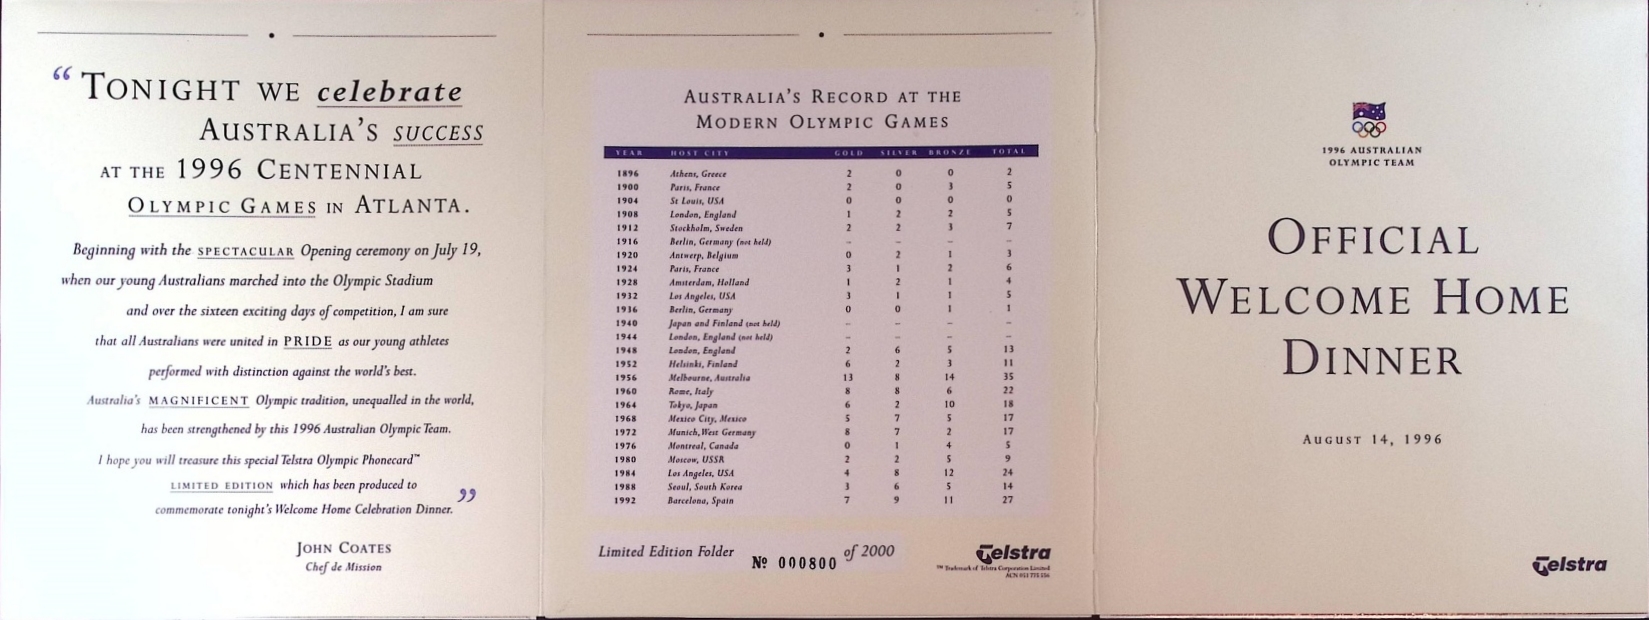 “ TONIGHT WE celebrate
AUSTRALIA'S SUCCESS
AT THE 1996 CENTENNIAL
OLYMPIC GAMES IN ATLANTA.
Beginning with the SPECTACULAR Opening ceremony on July 19,
when our young Australians marched into the Olympic Stadium
and over the sixteen exciting days of competition, I am sure
that all Australians were united in PRIDE as our young athletes
performed with distinction against the world's best.
Australia's MAGNIFICENT Olympic tradition, unequalled in the world,
has been strengthened by this 1996 Australian Olympic Team.
I hope you will treasure this special Telstra Olympic Phonecard™
LIMITED EDITION which has been produced to
commemorate tonight's Welcome Home Celebration Dinner. ”
JOHN COATES
Chef de Mission
AUSTRALIA'S RECORD AT THE
MODERN OLYMPIC GAMES
YEAR HOST CITY GOLD SILVER BRONZE TOTAL
1896 Athens, Greece 2 0 0 2
1900 Paris, France 2 0 3 5
1904 St Louis, USA 0 0 0 0
1908 London, England 1 2 2 5
1912 Stockholm, Sweden 2 2 3 7
1916 Berlin, Germany (not held) – – – –
1920 Antwerp, Belgium 0 2 1 3
1924 Paris, France 3 1 2 6
1928 Amsterdam, Holland 1 2 1 4
1932 Los Angeles, USA 3 1 1 5
1936 Berlin, Germany 0 0 1 1
1940 Japan and Finland (not held) – – – –
1944 London, England (not held) – – – –
1948 London, England 2 6 5 13
1952 Helsinki, Finland 6 2 3 11
1956 Melbourne, Australia 13 8 14 35
1960 Rome, Italy 8 8 6 22
1964 Tokyo, Japan 6 2 10 18
1968 Mexico City, Mexico 5 7 5 17
1972 Munich, West Germany 8 7 2 17
1976 Montreal, Canada 0 1 4 5
1980 Moscow, USSR 2 2 5 9
1984 Los Angeles, USA 4 8 12 24
1988 Seoul, South Korea 3 6 5 14
1992 Barcelona, Spain 7 9 11 27
Limited Edition Folder № 000800 of 2000
Telstra
™ Trademark of Telstra Corporation Limited
ACN 051 775 556
1996 AUSTRALIAN
OLYMPIC TEAM
OFFICIAL
WELCOME HOME
DINNER
AUGUST 14, 1996
Telstra